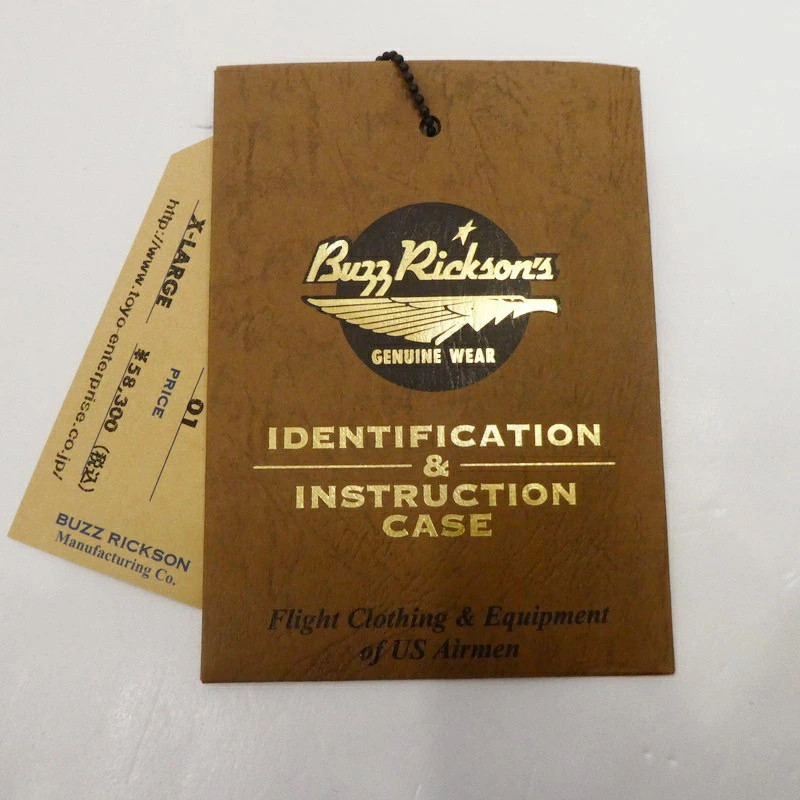 Buzz Rickson's
GENUINE WEAR
IDENTIFICATION
&
INSTRUCTION
CASE
Flight Clothing & Equipment
of US Airmen
X-LARGE
01
PRICE
¥58,300 (税込)
http://www.toyo-enterprise.co.jp/
BUZZ RICKSON
Manufacturing Co.